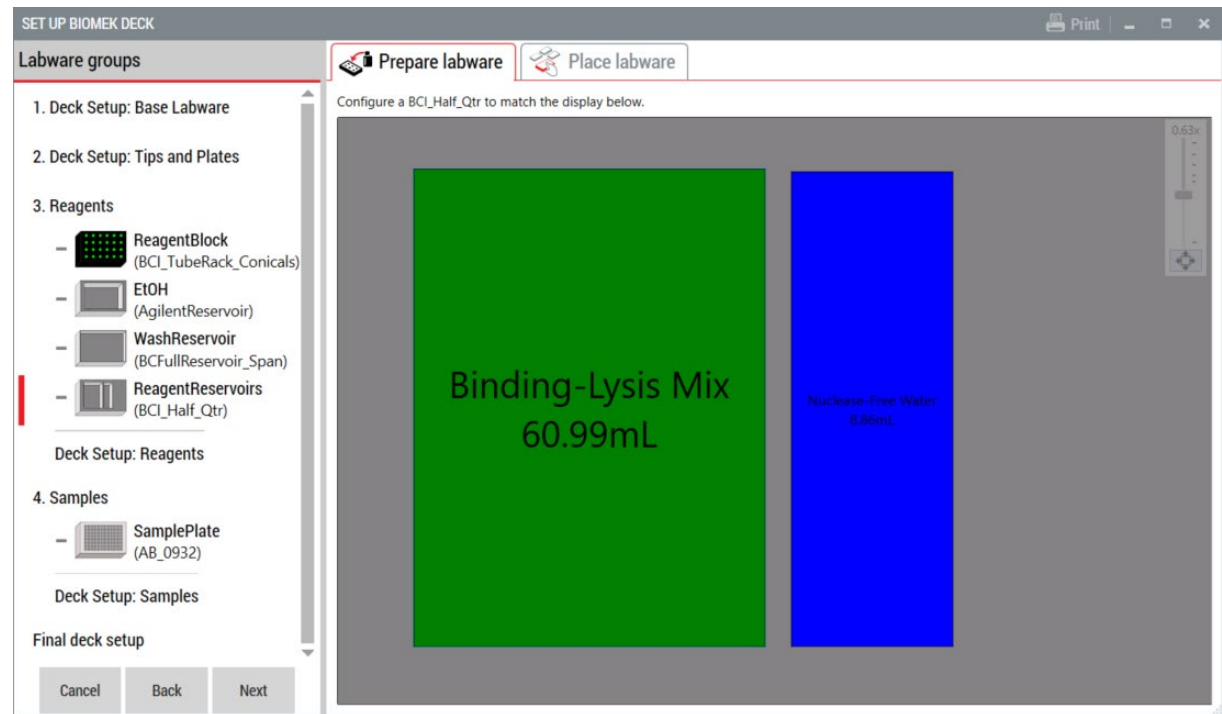 SET UP BIOMEK DECK
Print
Labware groups
Prepare labware
Place labware
1. Deck Setup: Base Labware
2. Deck Setup: Tips and Plates
3. Reagents
ReagentBlock
(BCI_TubeRack_Conicals)
EtOH
(AgilentReservoir)
WashReservoir
(BCFullReservoir_Span)
ReagentReservoirs
(BCI_Half_Qtr)
Deck Setup: Reagents
4. Samples
SamplePlate
(AB_0932)
Deck Setup: Samples
Final deck setup
Cancel
Back
Next
Configure a BCI_Half_Qtr to match the display below.
0.63x
Binding-Lysis Mix
60.99mL
Nuclease-Free Water
8.86mL